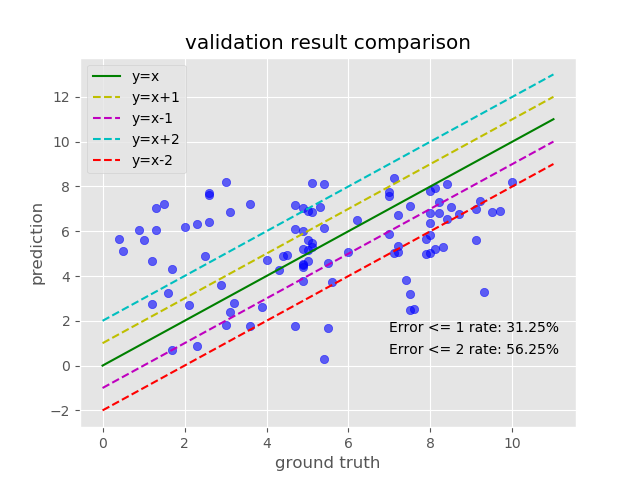 validation result comparison
y=x
y=x+1
y=x-1
y=x+2
y=x-2
12
10
8
6
4
2
0
−2
prediction
Error <= 1 rate: 31.25%
Error <= 2 rate: 56.25%
0 2 4 6 8 10
ground truth